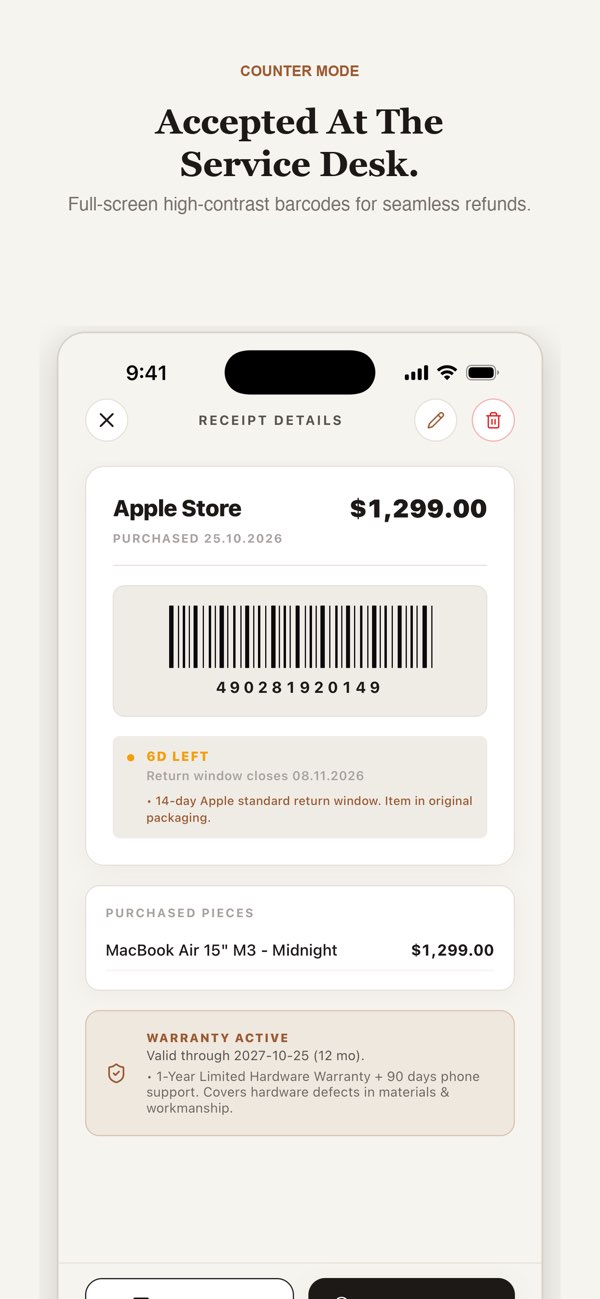 COUNTER MODE
Accepted At The
Service Desk.
Full-screen high-contrast barcodes for seamless refunds.
9:41
RECEIPT DETAILS
Apple Store $1,299.00
PURCHASED 25.10.2026
490281920149
6D LEFT
Return window closes 08.11.2026
• 14-day Apple standard return window. Item in original
packaging.
PURCHASED PIECES
MacBook Air 15" M3 - Midnight $1,299.00
WARRANTY ACTIVE
Valid through 2027-10-25 (12 mo).
• 1-Year Limited Hardware Warranty + 90 days phone
support. Covers hardware defects in materials &
workmanship.